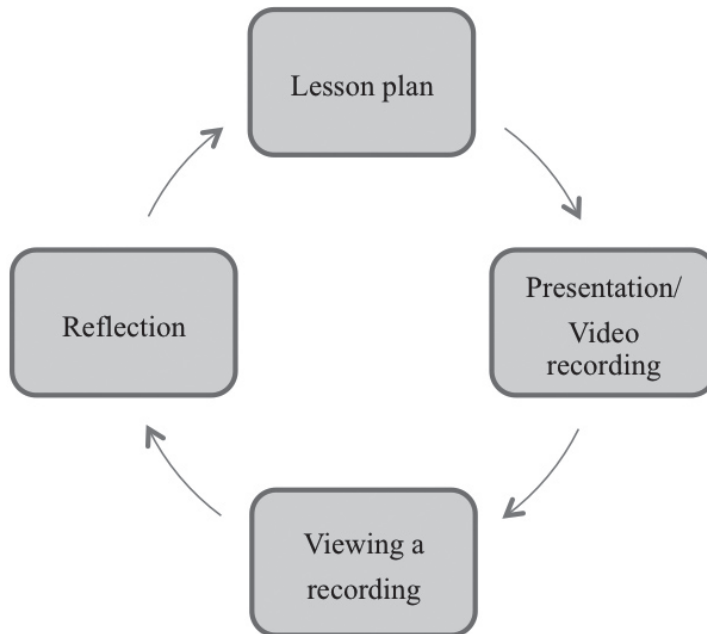 Lesson plan
Presentation/
Video
recording
Viewing a
recording
Reflection